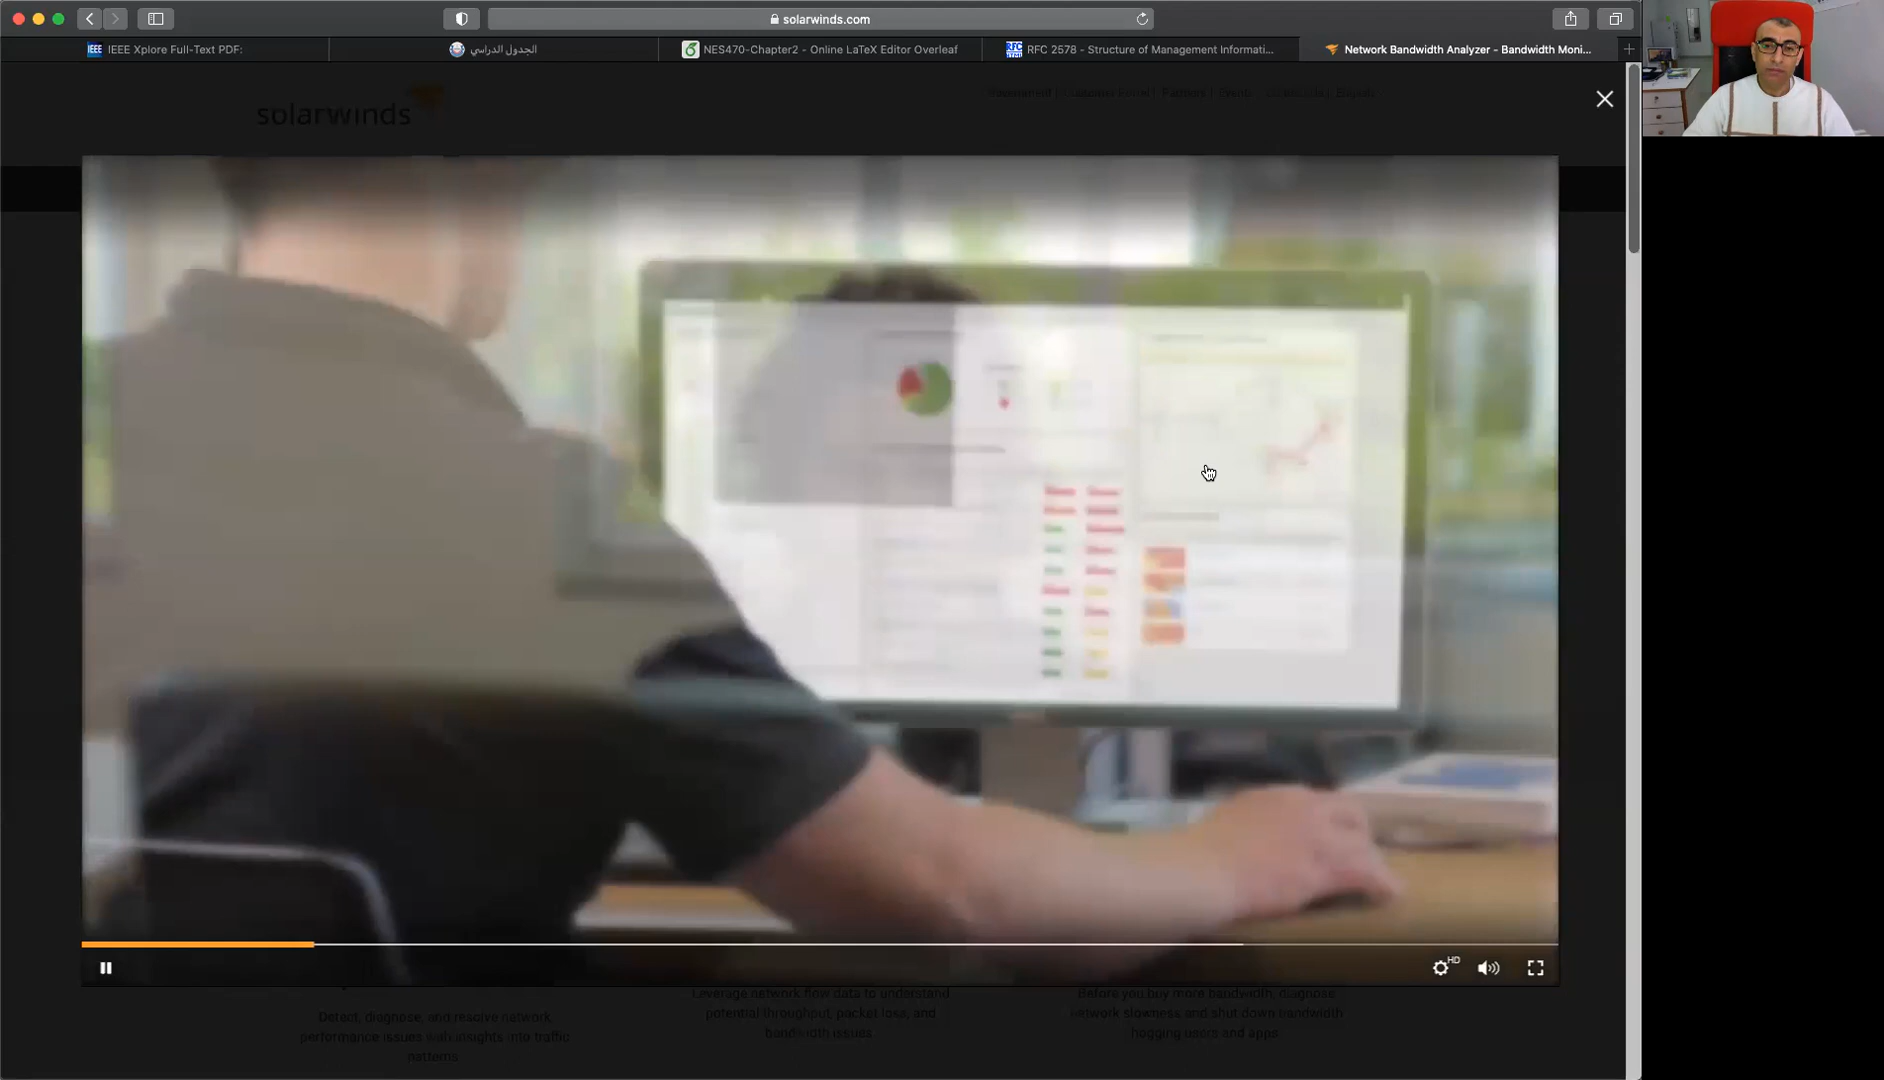 solarwinds.com
IEEE Xplore Full-Text PDF:
الجدول الدراسي
NES470-Chapter2 - Online LaTeX Editor Overleaf
RFC 2578 - Structure of Management Informati...
Network Bandwidth Analyzer - Bandwidth Moni...
solarwinds
HD
Detect, diagnose, and resolve network
performance issues with insights into traffic
patterns
Leverage network flow data to understand
potential throughput, packet loss, and
bandwidth issues
Before you buy more bandwidth, diagnose
network slowness and shut down bandwidth
hogging users and apps